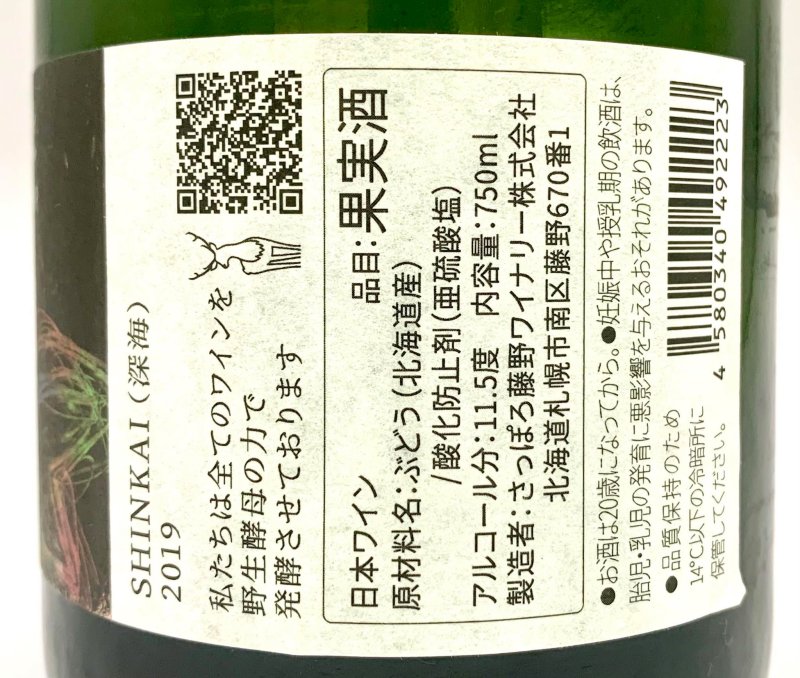 SHINKAI (深海)
2019
私たちは全てのワインを
野生酵母の力で
発酵させております
日本ワイン 品目:果実酒
原材料名:ぶどう(北海道産)
/酸化防止剤(亜硫酸塩)
アルコール分:11.5度 内容量:750ml
製造者:さっぽろ藤野ワイナリー株式会社
北海道札幌市南区藤野670番1
●お酒は20歳になってから。●妊娠中や授乳期の飲酒は、
胎児・乳児の発育に悪影響を与えるおそれがあります。
●品質保持のため
14℃以下の冷暗所に
保管してください。
4 580340 492223